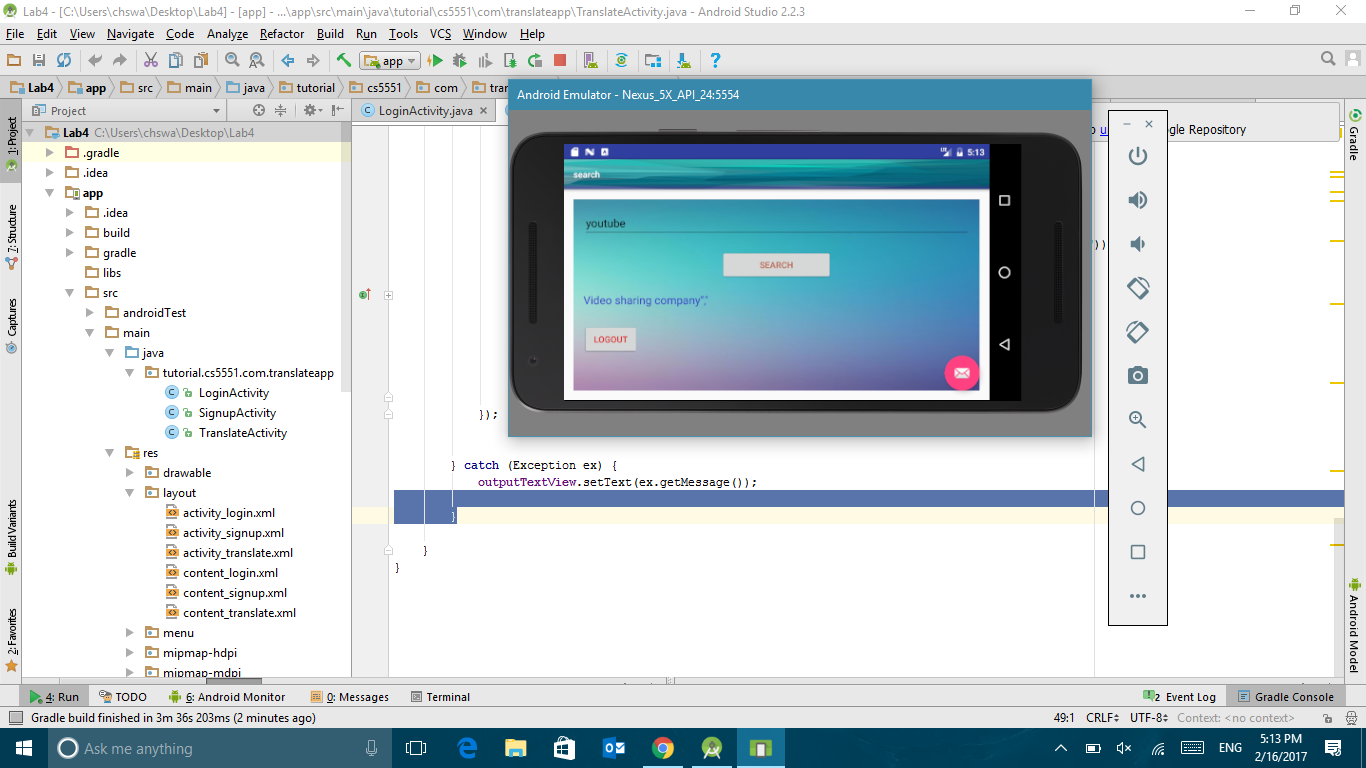 Lab4 - [C:\Users\chswa\Desktop\Lab4] - [app] - ...\app\src\main\java\tutorial\cs5551\com\translateapp\TranslateActivity.java - Android Studio 2.2.3
File Edit View Navigate Code Analyze Refactor Build Run Tools VCS Window Help
app
Lab4 app src main java tutorial cs5551 com
Android Emulator - Nexus_5X_API_24:5554
Project
LoginActivity.java
Lab4 C:\Users\chswa\Desktop\Lab4
gle Repository
.gradle
.idea
app
.idea
build
gradle
libs
src
androidTest
main
java
tutorial.cs5551.com.translateapp
LoginActivity
SignupActivity
TranslateActivity
res
drawable
layout
activity_login.xml
activity_signup.xml
activity_translate.xml
content_login.xml
content_signup.xml
content_translate.xml
menu
mipmap-hdpi
mipmap-mdpi
1: Project
7: Structure
Captures
Build Variants
2: Favorites
5:13
search
youtube
SEARCH
Video sharing company","
LOGOUT
});
} catch (Exception ex) {
outputTextView.setText(ex.getMessage());
}
}
}
Gradle
Android Model
4: Run TODO 6: Android Monitor 0: Messages Terminal 2 Event Log Gradle Console
Gradle build finished in 3m 36s 203ms (2 minutes ago) 49:1 CRLF UTF-8 Context: <no context>
Ask me anything
ENG
5:13 PM
2/16/2017